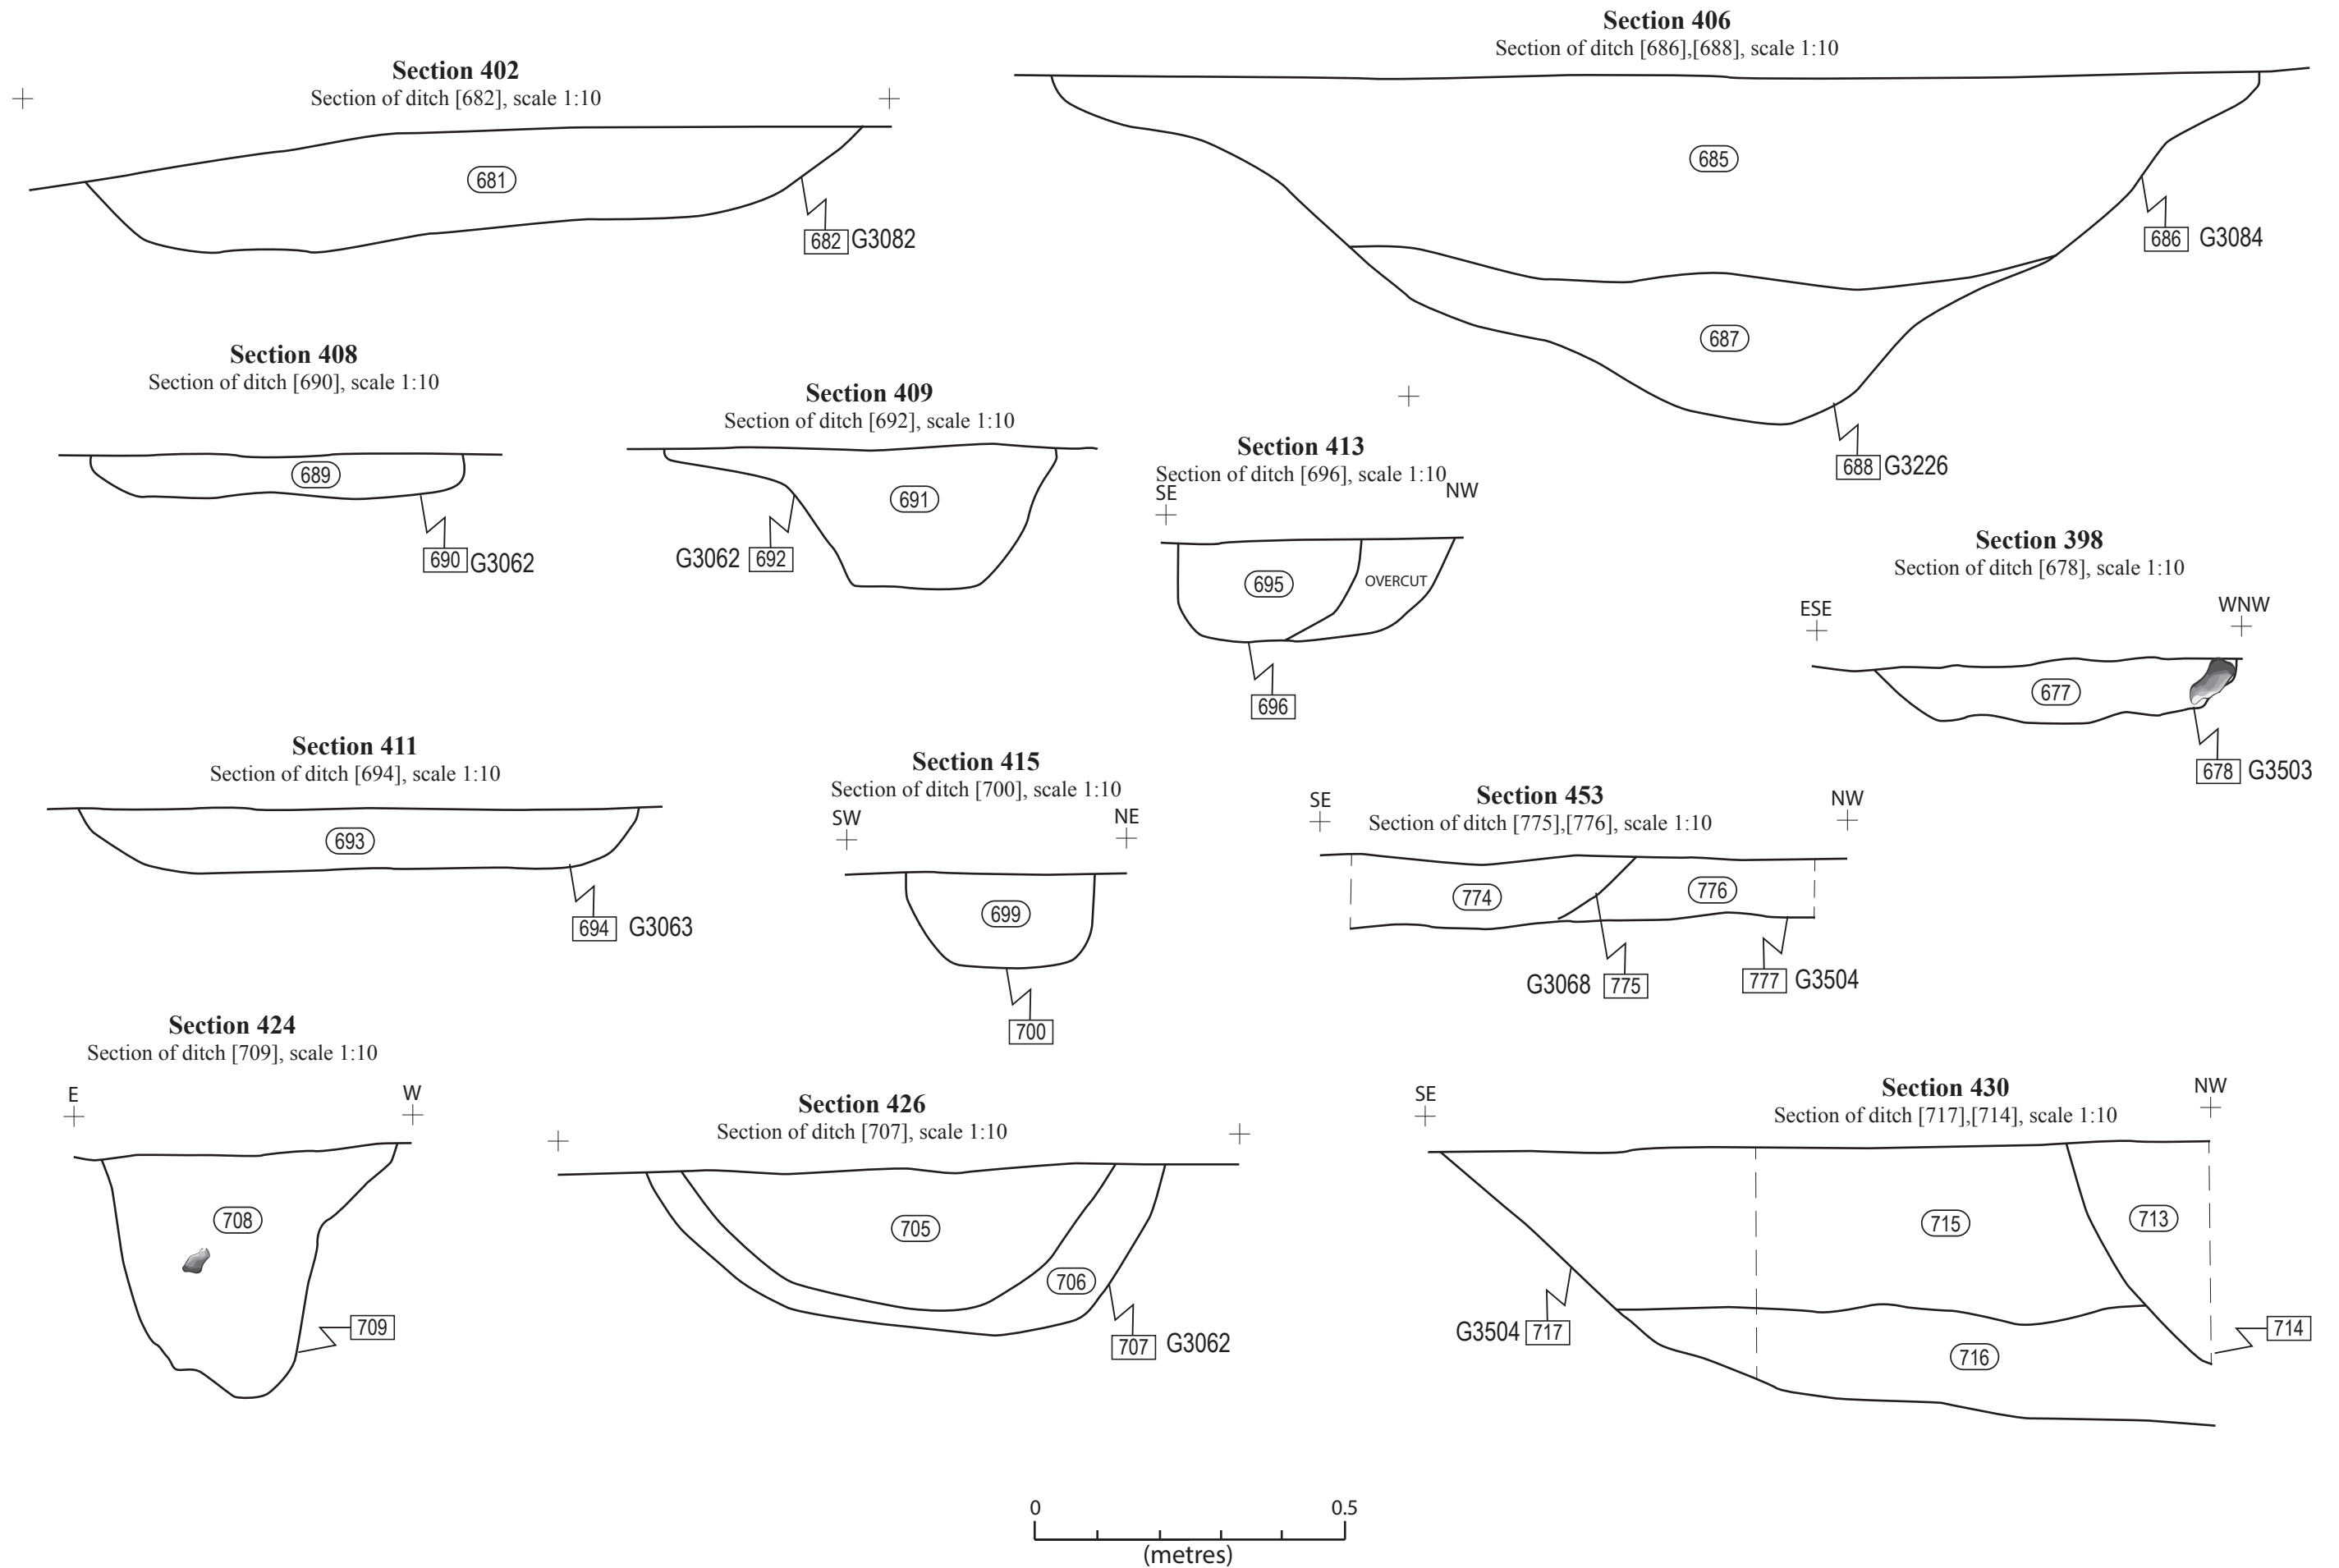 Section 406
Section of ditch [686],[688], scale 1:10
685
687
686 G3084
688 G3226
Section 402
Section of ditch [682], scale 1:10
681
682 G3082
Section 408
Section of ditch [690], scale 1:10
689
690 G3062
Section 409
Section of ditch [692], scale 1:10
691
G3062 692
Section 413
Section of ditch [696], scale 1:10
SE NW
695 OVERCUT
696
Section 398
Section of ditch [678], scale 1:10
ESE WNW
677
678 G3503
Section 411
Section of ditch [694], scale 1:10
693
694 G3063
Section 415
Section of ditch [700], scale 1:10
SW NE
699
700
Section 453
Section of ditch [775],[776], scale 1:10
SE NW
774 776
G3068 775 777 G3504
Section 424
Section of ditch [709], scale 1:10
E W
708
709
Section 426
Section of ditch [707], scale 1:10
705
706
707 G3062
Section 430
Section of ditch [717],[714], scale 1:10
SE NW
715 713
G3504 717 714
716
0 0.5
(metres)